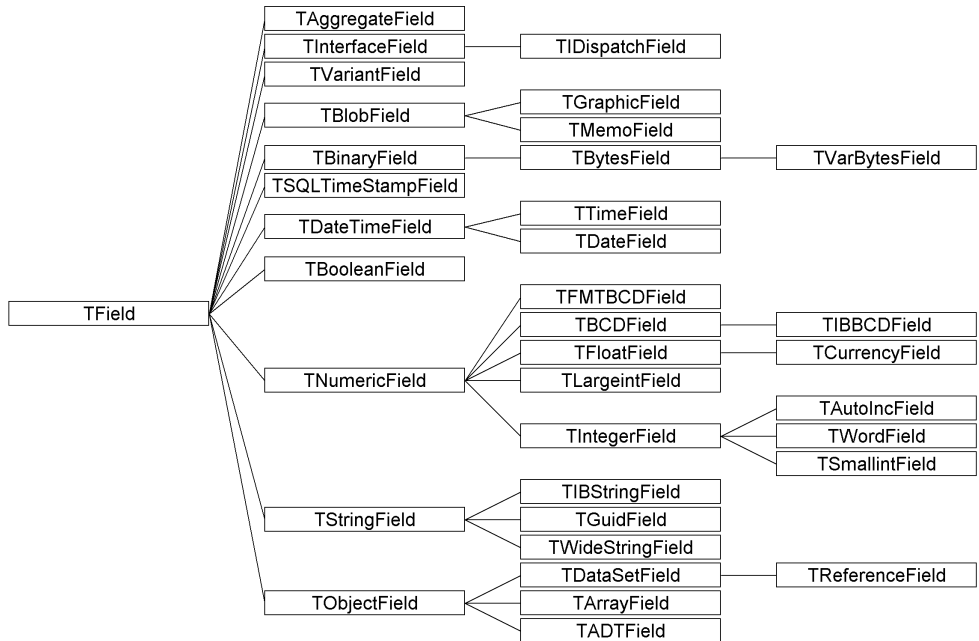 TAggregateField
TInterfaceField
TIDispatchField
TVariantField
TBlobField
TGraphicField
TMemoField
TBinaryField
TBytesField
TVarBytesField
TSQLTimeStampField
TDateTimeField
TTimeField
TDateField
TBooleanField
TField
TNumericField
TFMTBCDField
TBCDField
TIBBCDField
TFloatField
TCurrencyField
TLargeintField
TIntegerField
TAutoIncField
TWordField
TSmallintField
TStringField
TIBStringField
TGuidField
TWideStringField
TObjectField
TDataSetField
TReferenceField
TArrayField
TADTField